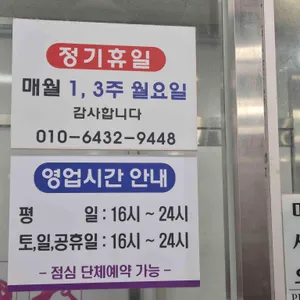 정기휴일
매월 1, 3주 월요일
감사합니다
010-6432-9448
영업시간 안내
평 일 : 16시 ~ 24시
토,일,공휴일 : 16시 ~ 24시
- 점심 단체예약 가능 -